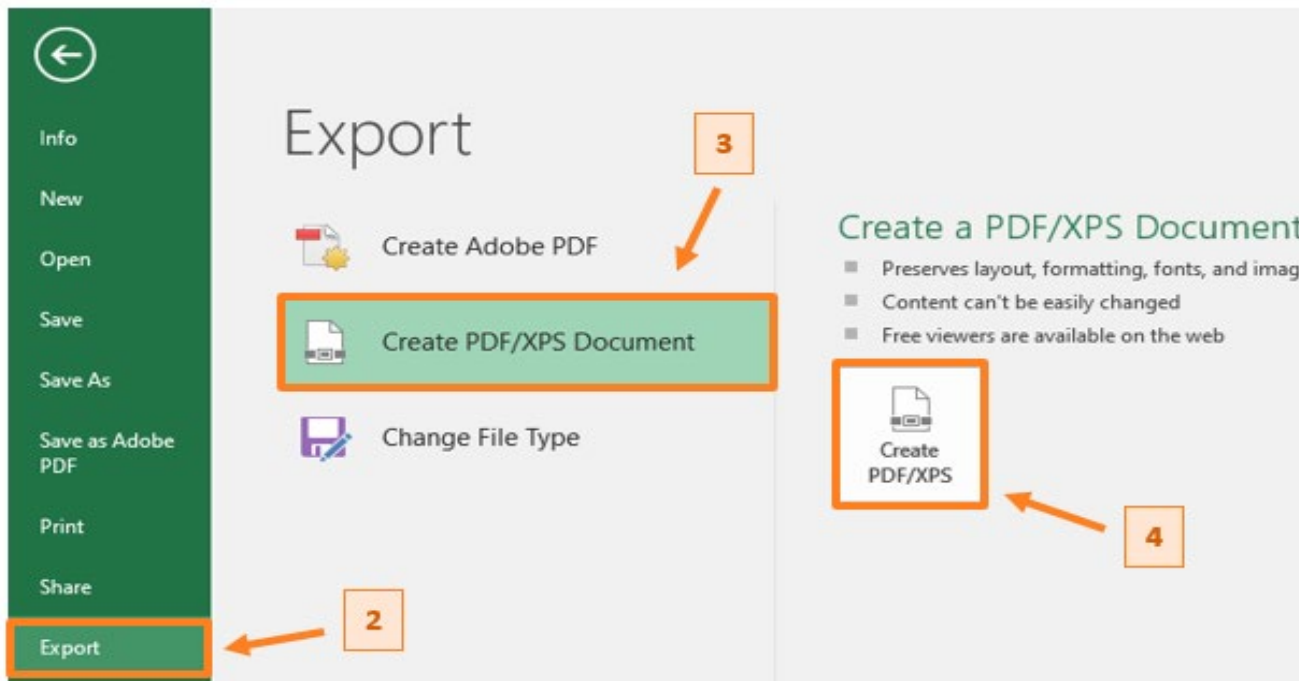 Info
New
Open
Save
Save As
Save as Adobe
PDF
Print
Share
Export
2
Export
3
Create Adobe PDF
Create PDF/XPS Document
Change File Type
Create a PDF/XPS Document
Preserves layout, formatting, fonts, and imag
Content can't be easily changed
Free viewers are available on the web
Create
PDF/XPS
4